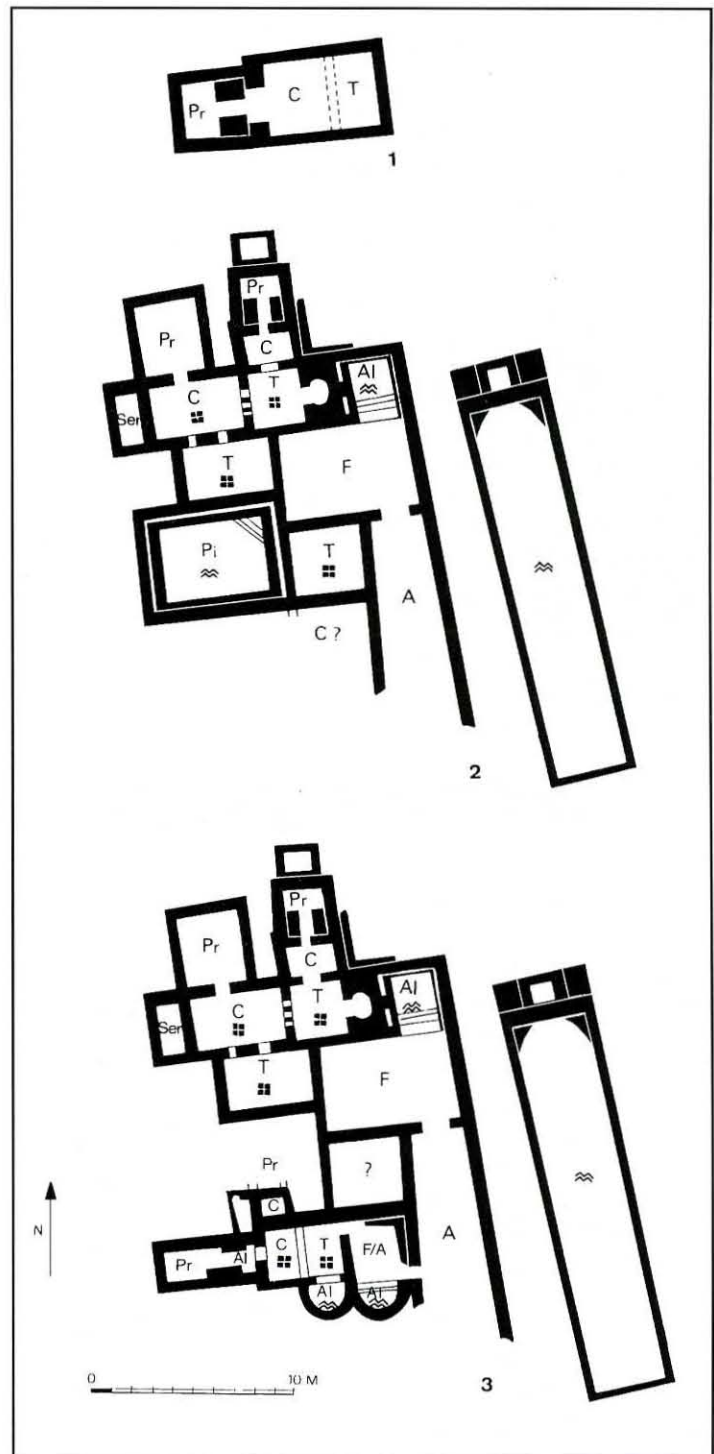 Pr C T
1
Pr
Pr
C
Al
C T
Ser
T F
Pi T
A
C ?
2
Pr
Pr
C
Al
C T
Ser
T F
Pr ?
C
N
A
C T F/A
Pr Al
Al Al
0 10 M
3